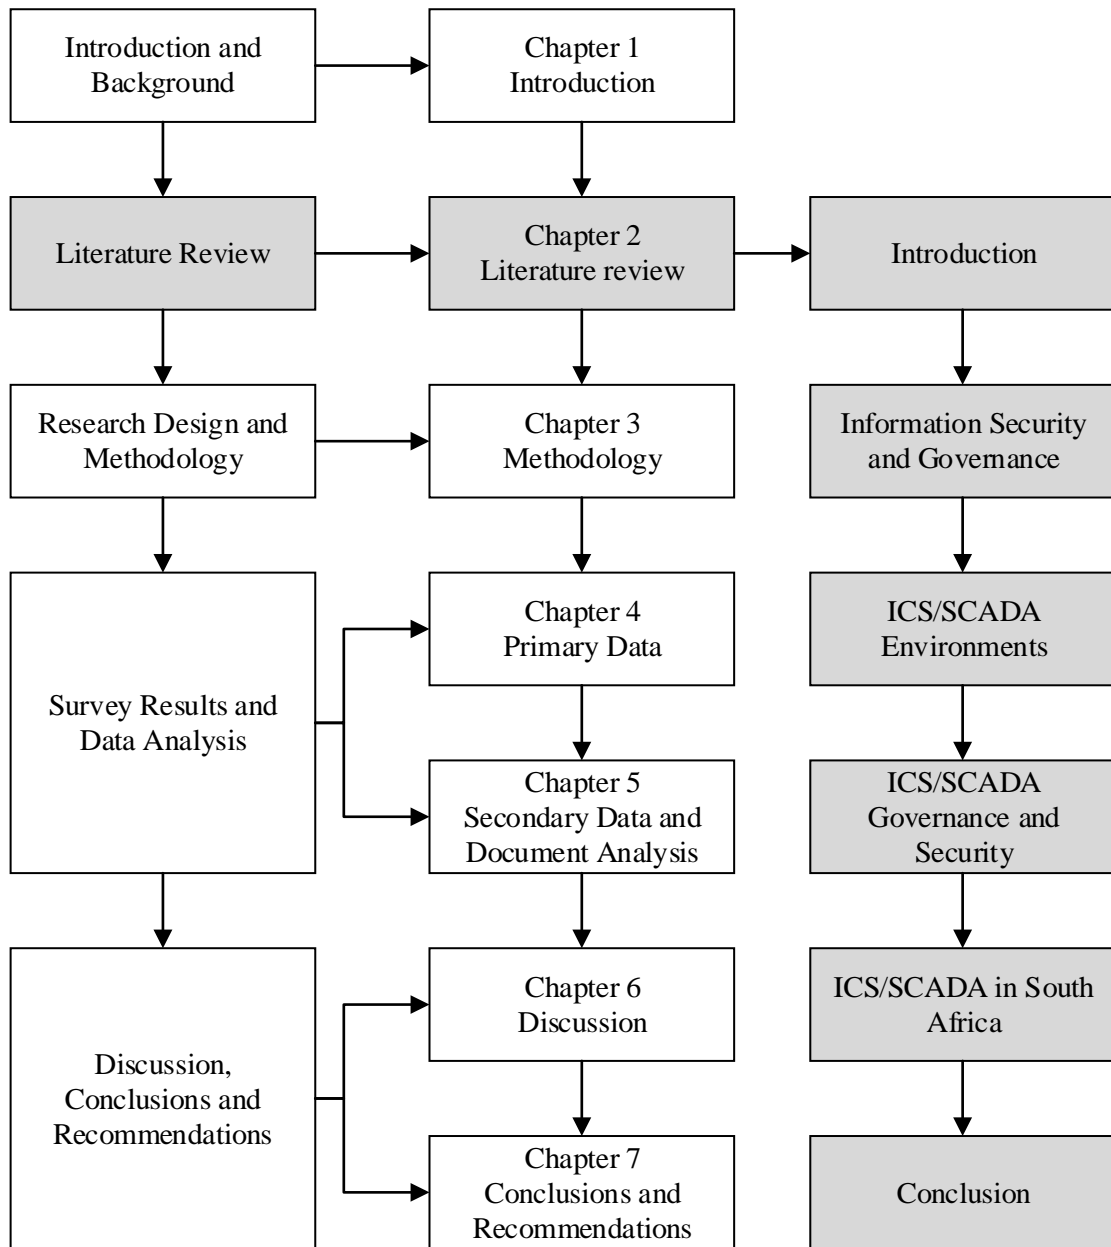 Introduction and
Background
Chapter 1
Introduction
Literature Review
Chapter 2
Literature review
Introduction
Research Design and
Methodology
Chapter 3
Methodology
Information Security
and Governance
Survey Results and
Data Analysis
Chapter 4
Primary Data
ICS/SCADA
Environments
Chapter 5
Secondary Data and
Document Analysis
ICS/SCADA
Governance and
Security
Discussion,
Conclusions and
Recommendations
Chapter 6
Discussion
ICS/SCADA in South
Africa
Chapter 7
Conclusions and
Recommendations
Conclusion